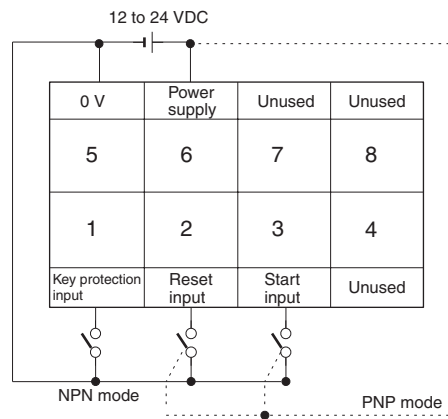 12 to 24 VDC
0 V
Power
supply
Unused
Unused
5
6
7
8
1
2
3
4
Key protection
input
Reset
input
Start
input
Unused
NPN mode
PNP mode